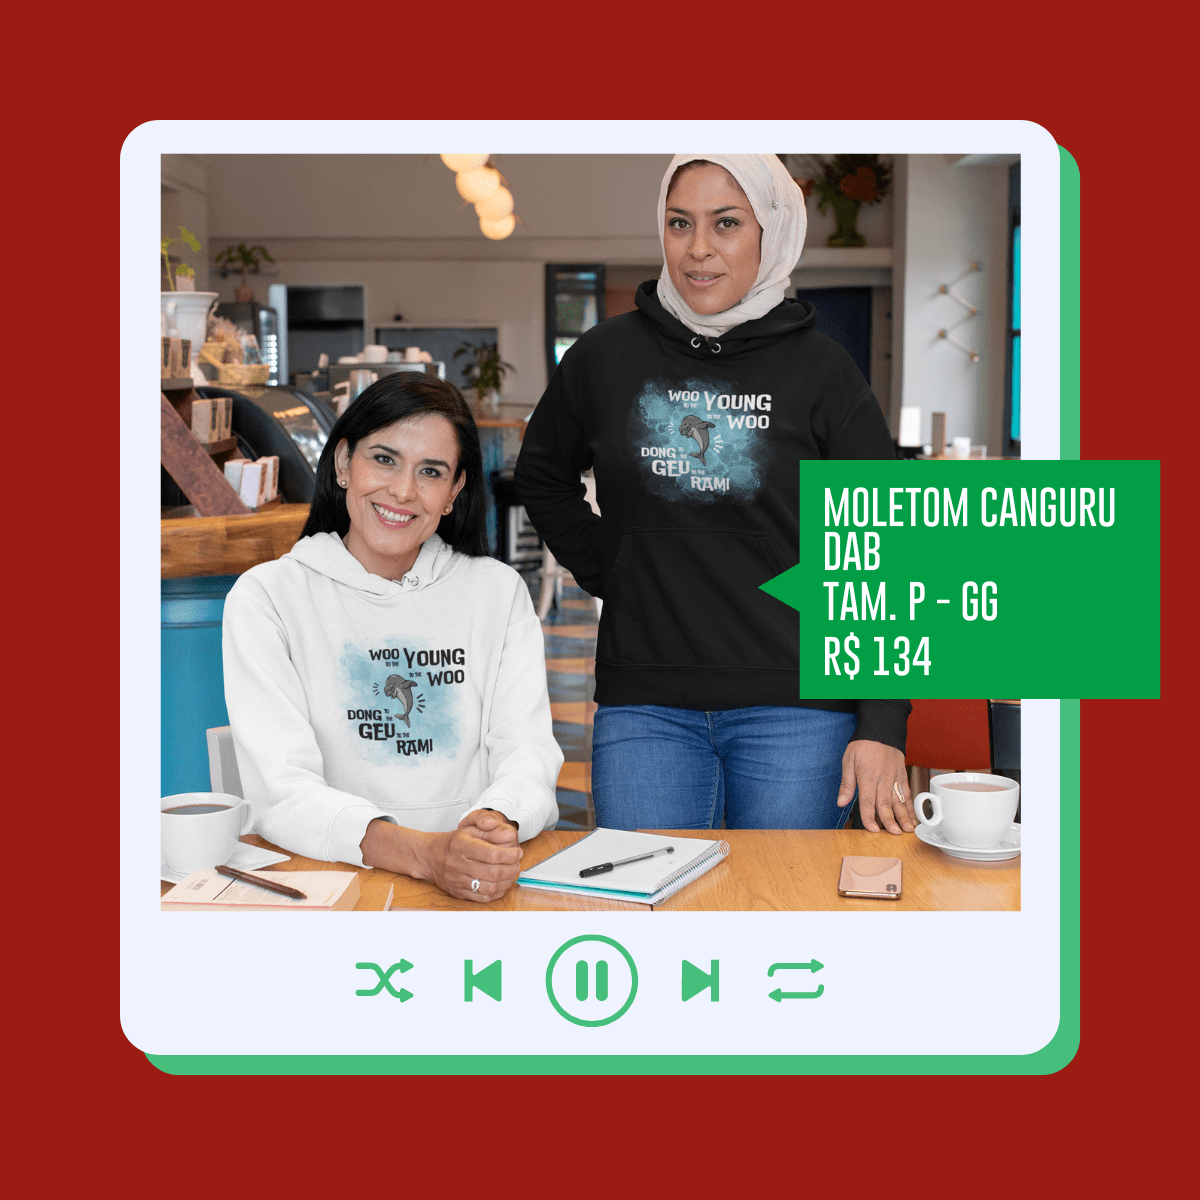 WOO TO THE YOUNG
TO THE WOO
DONG TO THE
GEU TO THE
RAMI
WOO TO THE YOUNG
TO THE WOO
DONG TO THE
GEU TO THE
RAMI
MOLETOM CANGURU
DAB
TAM. P - GG
R$ 134